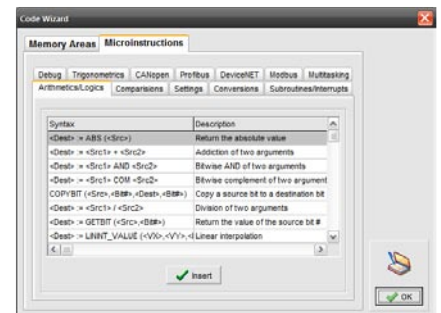 Code Wizard
Memory Areas Microinstructions
Debug Trigonometrics CANopen Profibus DeviceNET Modbus Multitasking
Arithmetics/Logics Comparisions Settings Conversions Subroutines/Interrupts
Syntax Description
<Dest> := ABS (<Src>) Return the absolute value
<Dest> := <Src1> + <Src2> Addiction of two arguments
<Dest> := <Src1> AND <Src2> Bitwise AND of two arguments
<Dest> := <Src1> COM <Src2> Bitwise complement of two argument
COPYBIT (<Src>,<Bit#>,<Dest>,<Bit#>) Copy a source bit to a destination bit
<Dest> := <Src1> / <Src2> Division of two arguments
<Dest> := GETBIT (<Src>,<Bit#>) Return the value of the source bit #
<Dest> := LININT_VALUE (<VX>,<VY>,<I Linear interpolation
Insert
OK